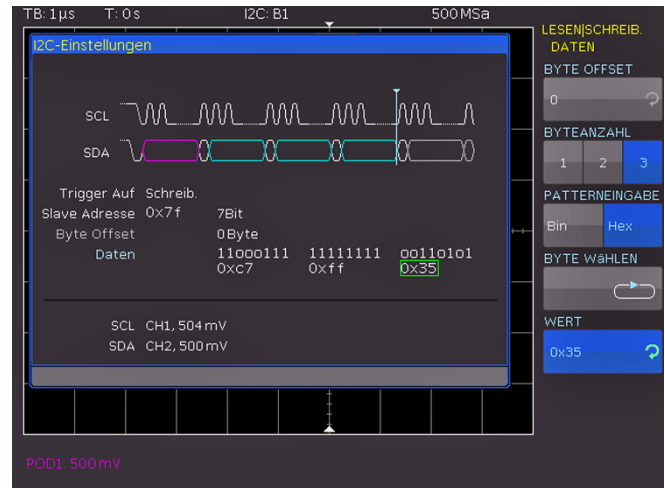 TB: 1 µs T: 0 s I2C: B1 500 MSa
I2C-Einstellungen
SCL
SDA
Trigger Auf Schreib.
Slave Adresse 0x7f 7Bit
Byte Offset 0 Byte
Daten 11000111 11111111 00110101
0xc7 0xff 0x35
SCL CH1, 504 mV
SDA CH2, 500 mV
POD1: 500 mV
LESEN|SCHREIB.
DATEN
BYTE OFFSET
0
BYTEANZAHL
1 2 3
PATTERNEINGABE
Bin Hex
BYTE WäHLEN
WERT
0x35